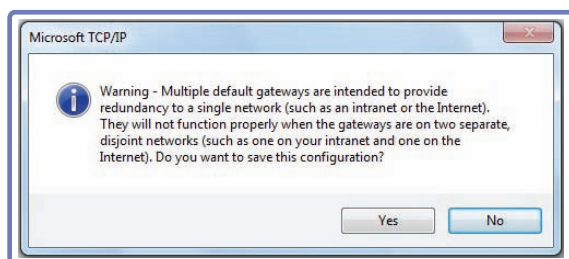 Microsoft TCP/IP
Warning - Multiple default gateways are intended to provide
redundancy to a single network (such as an intranet or the Internet).
They will not function properly when the gateways are on two separate,
disjoint networks (such as one on your intranet and one on the
Internet). Do you want to save this configuration?
Yes No